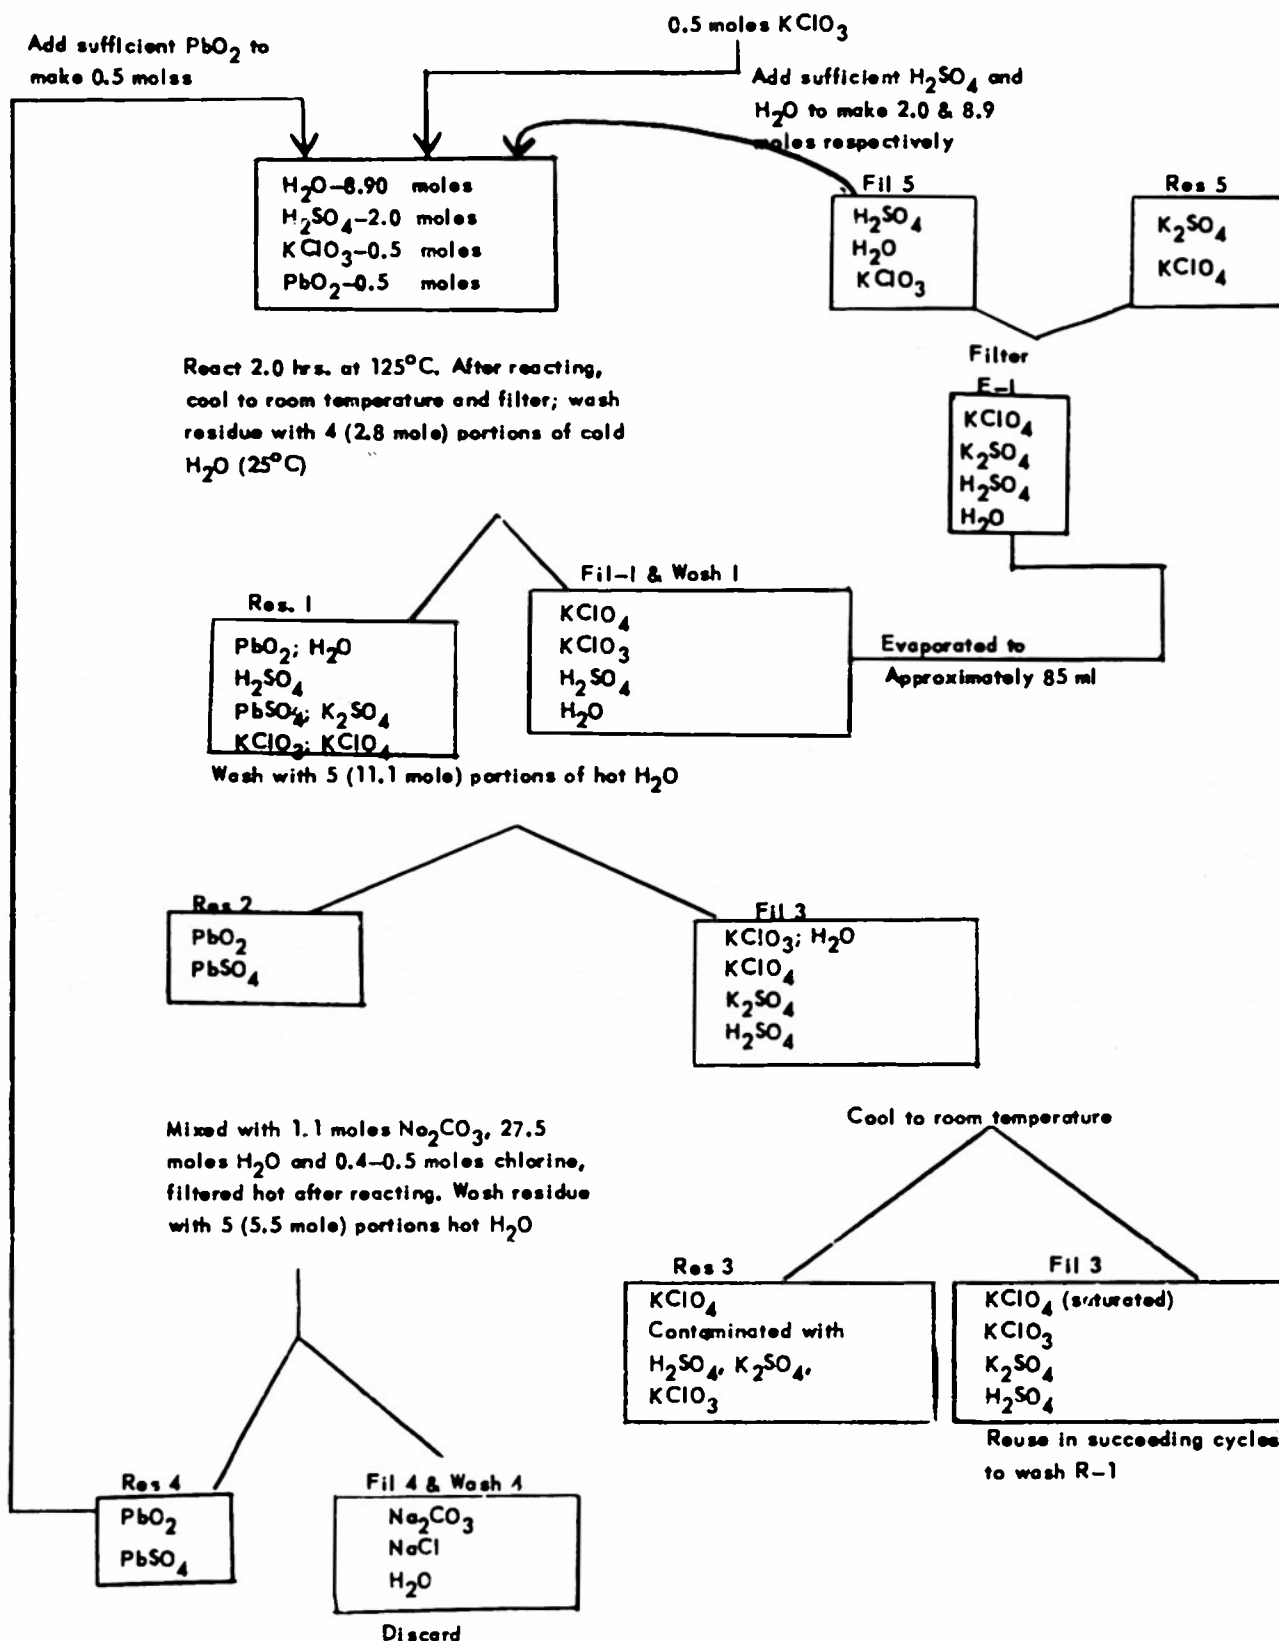 Add sufficient PbO2 to
make 0.5 molss
0.5 moles KClO3
Add sufficient H2SO4 and
H2O to make 2.0 & 8.9
moles respectively
H2O–8.90 moles
H2SO4–2.0 moles
KClO3–0.5 moles
PbO2–0.5 moles
Fil 5
H2SO4
H2O
KClO3
Res 5
K2SO4
KClO4
Filter
E-1
KClO4
K2SO4
H2SO4
H2O
React 2.0 hrs. at 125°C. After reacting,
cool to room temperature and filter; wash
residue with 4 (2.8 mole) portions of cold
H2O (25°C)
Res. 1
PbO2; H2O
H2SO4
PbSO4; K2SO4
KClO3; KClO4
Fil-1 & Wash 1
KClO4
KClO3
H2SO4
H2O
Evaporated to
Approximately 85 ml
Wash with 5 (11.1 mole) portions of hot H2O
Res 2
PbO2
PbSO4
Fil 3
KClO3; H2O
KClO4
K2SO4
H2SO4
Mixed with 1.1 moles Na2CO3, 27.5
moles H2O and 0.4–0.5 moles chlorine,
filtered hot after reacting. Wash residue
with 5 (5.5 mole) portions hot H2O
Cool to room temperature
Res 3
KClO4
Contaminated with
H2SO4, K2SO4,
KClO3
Fil 3
KClO4 (saturated)
KClO3
K2SO4
H2SO4
Reuse in succeeding cycles
to wash R-1
Res 4
PbO2
PbSO4
Fil 4 & Wash 4
Na2CO3
NaCl
H2O
Discard